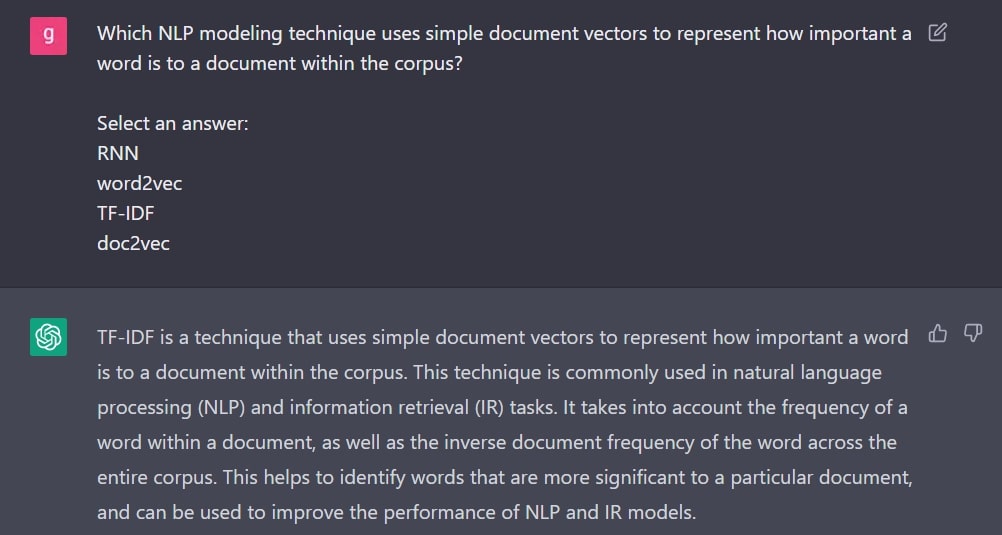 g
Which NLP modeling technique uses simple document vectors to represent how important a
word is to a document within the corpus?
Select an answer:
RNN
word2vec
TF-IDF
doc2vec
TF-IDF is a technique that uses simple document vectors to represent how important a word
is to a document within the corpus. This technique is commonly used in natural language
processing (NLP) and information retrieval (IR) tasks. It takes into account the frequency of a
word within a document, as well as the inverse document frequency of the word across the
entire corpus. This helps to identify words that are more significant to a particular document,
and can be used to improve the performance of NLP and IR models.